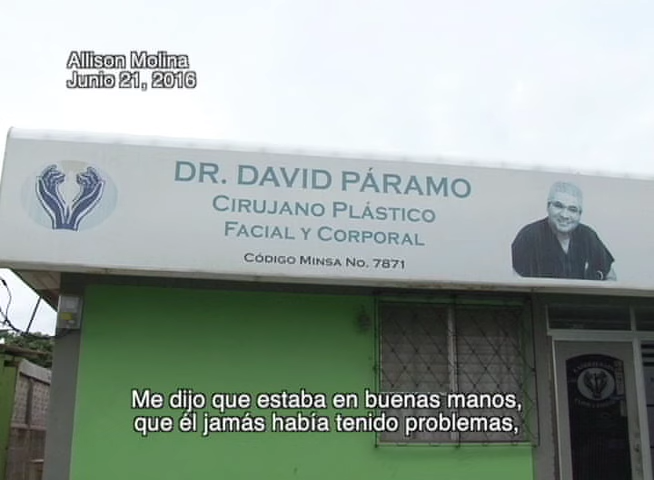 Allison Molina
Junio 21, 2016
DR. DAVID PÁRAMO
CIRUJANO PLÁSTICO
FACIAL Y CORPORAL
CÓDIGO MINSA NO. 7871
Me dijo que estaba en buenas manos,
que él jamás había tenido problemas,